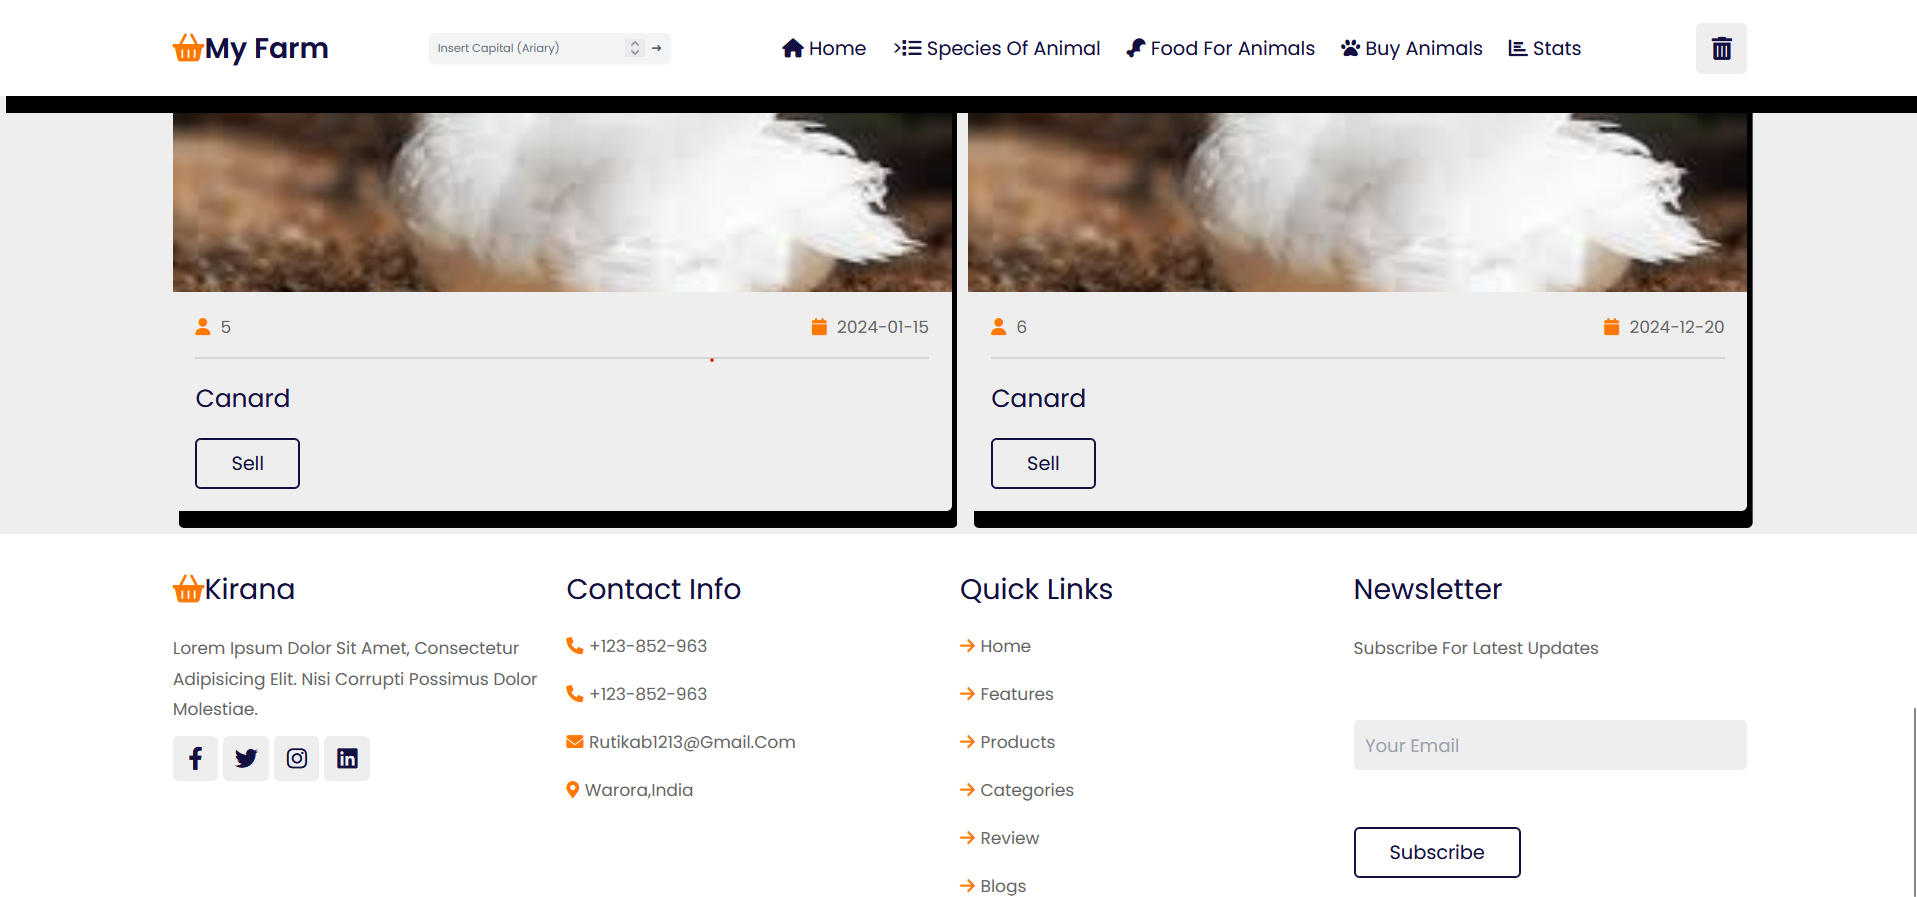 My Farm
Insert Capital (Ariary)
Home
Species Of Animal
Food For Animals
Buy Animals
Stats
5
2024-01-15
Canard
Sell
6
2024-12-20
Canard
Sell
Kirana
Lorem Ipsum Dolor Sit Amet, Consectetur
Adipisicing Elit. Nisi Corrupti Possimus Dolor
Molestiae.
Contact Info
+123-852-963
+123-852-963
Rutikab1213@Gmail.Com
Warora,India
Quick Links
Home
Features
Products
Categories
Review
Blogs
Newsletter
Subscribe For Latest Updates
Your Email
Subscribe